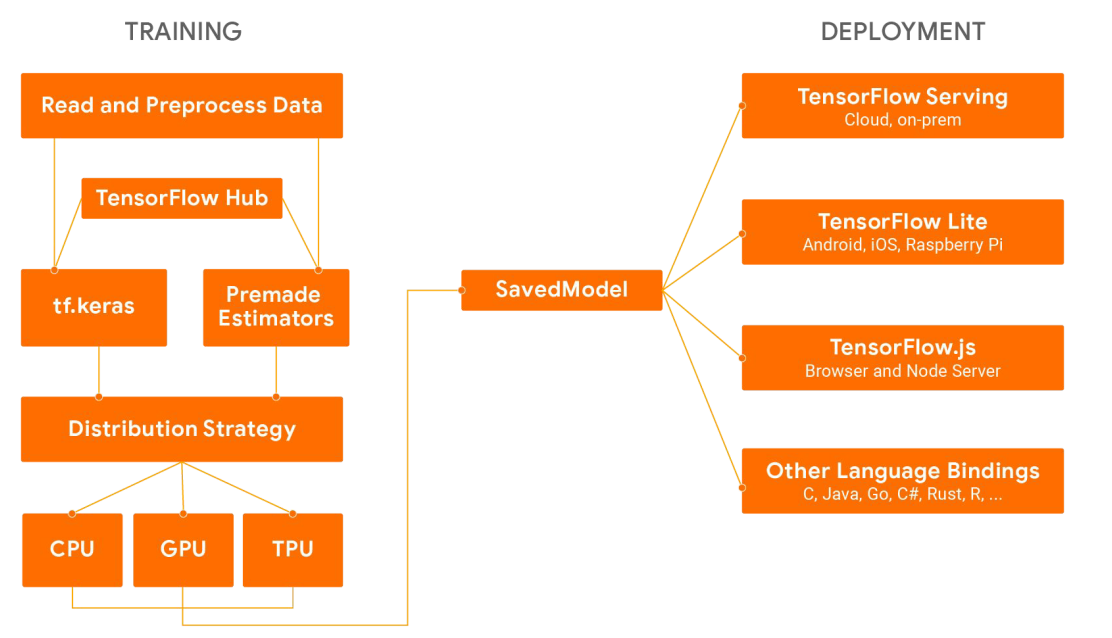 TRAINING
DEPLOYMENT
Read and Preprocess Data
TensorFlow Hub
tf.keras
Premade
Estimators
Distribution Strategy
CPU
GPU
TPU
SavedModel
TensorFlow Serving
Cloud, on-prem
TensorFlow Lite
Android, iOS, Raspberry Pi
TensorFlow.js
Browser and Node Server
Other Language Bindings
C, Java, Go, C#, Rust, R, ...